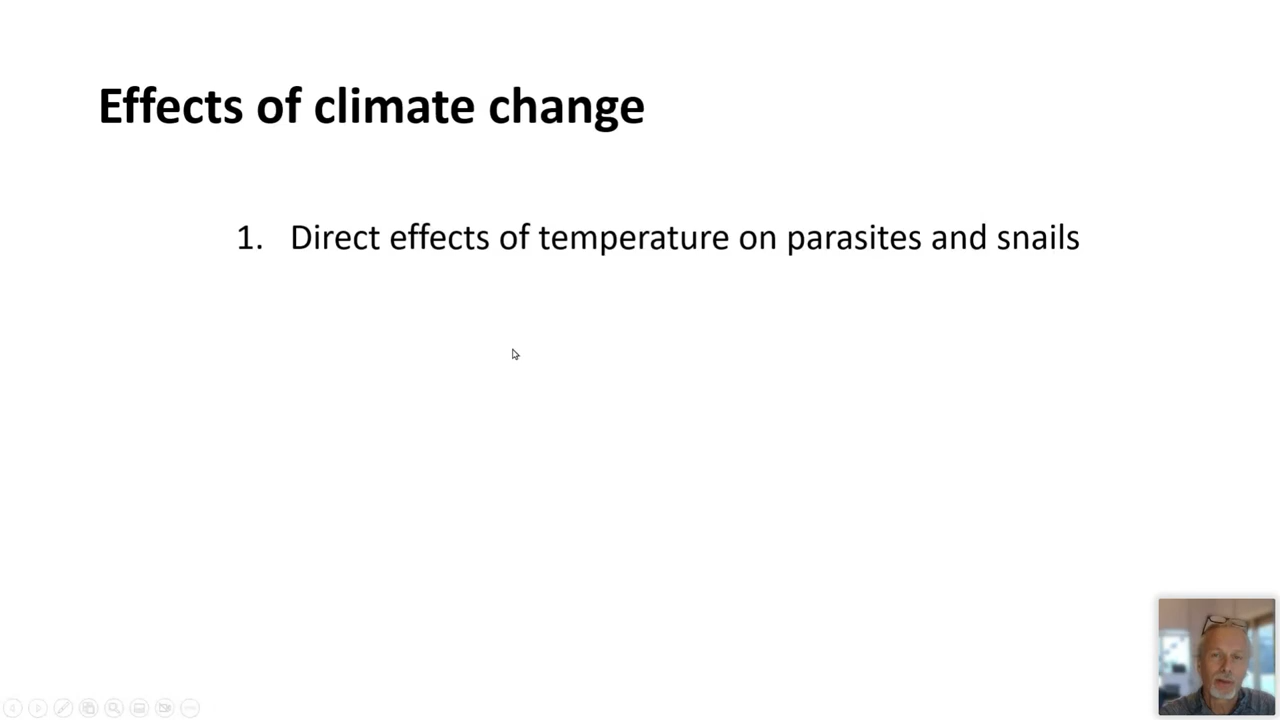 Effects of climate change
1. Direct effects of temperature on parasites and snails